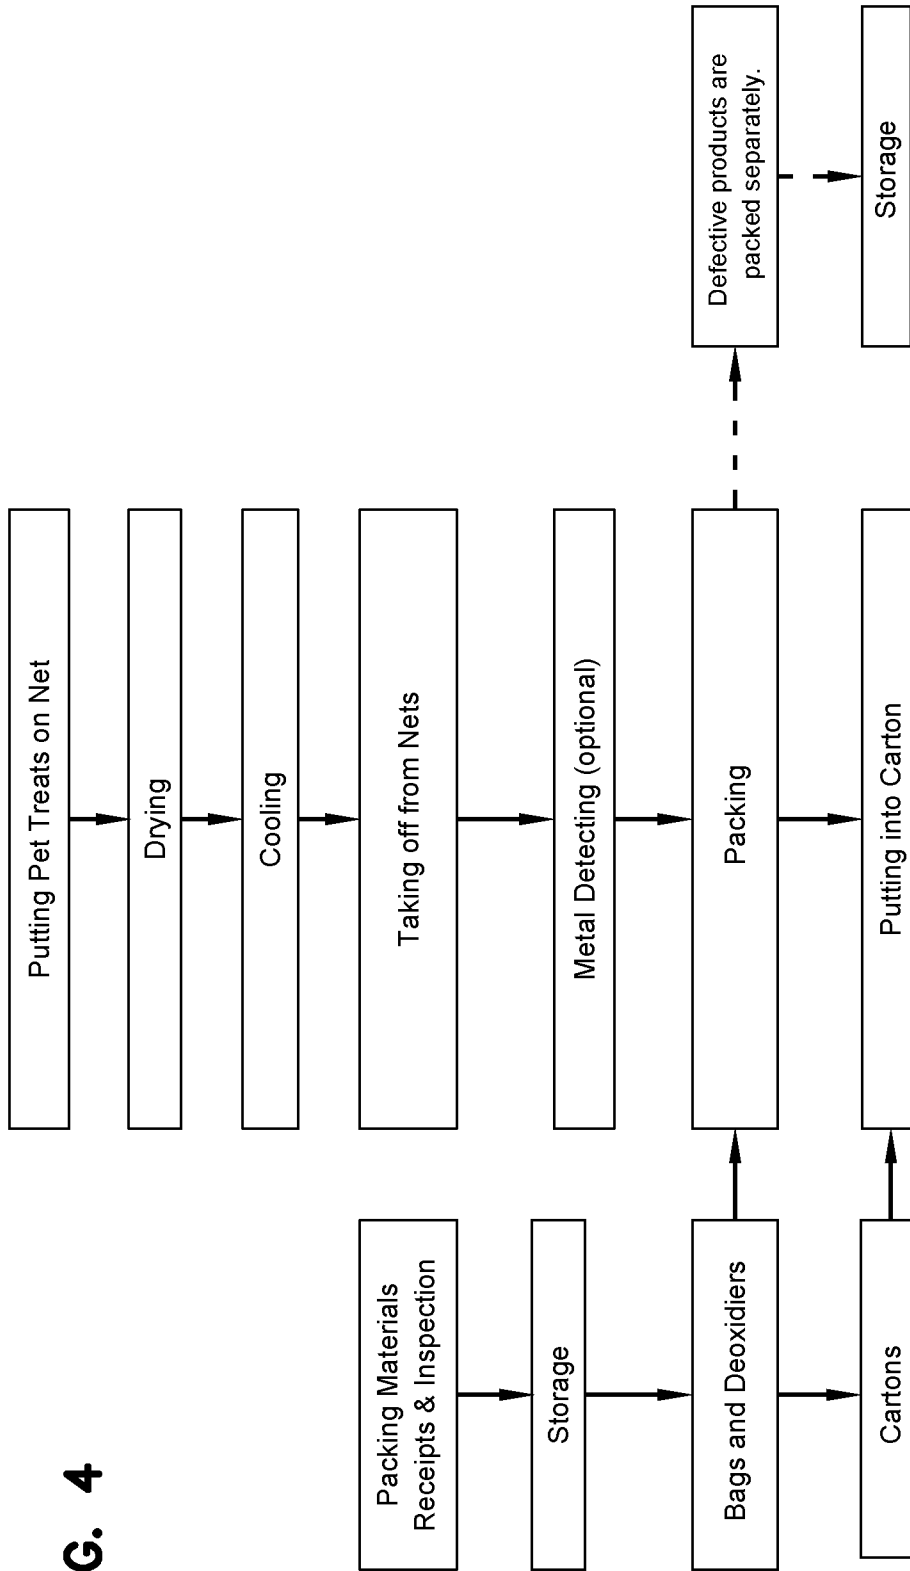 G. 4
Putting Pet Treats on Net
Drying
Cooling
Taking off from Nets
Metal Detecting (optional)
Packing
Putting into Carton
Packing Materials
Receipts & Inspection
Storage
Bags and Deoxidiers
Cartons
Defective products are
packed separately.
Storage